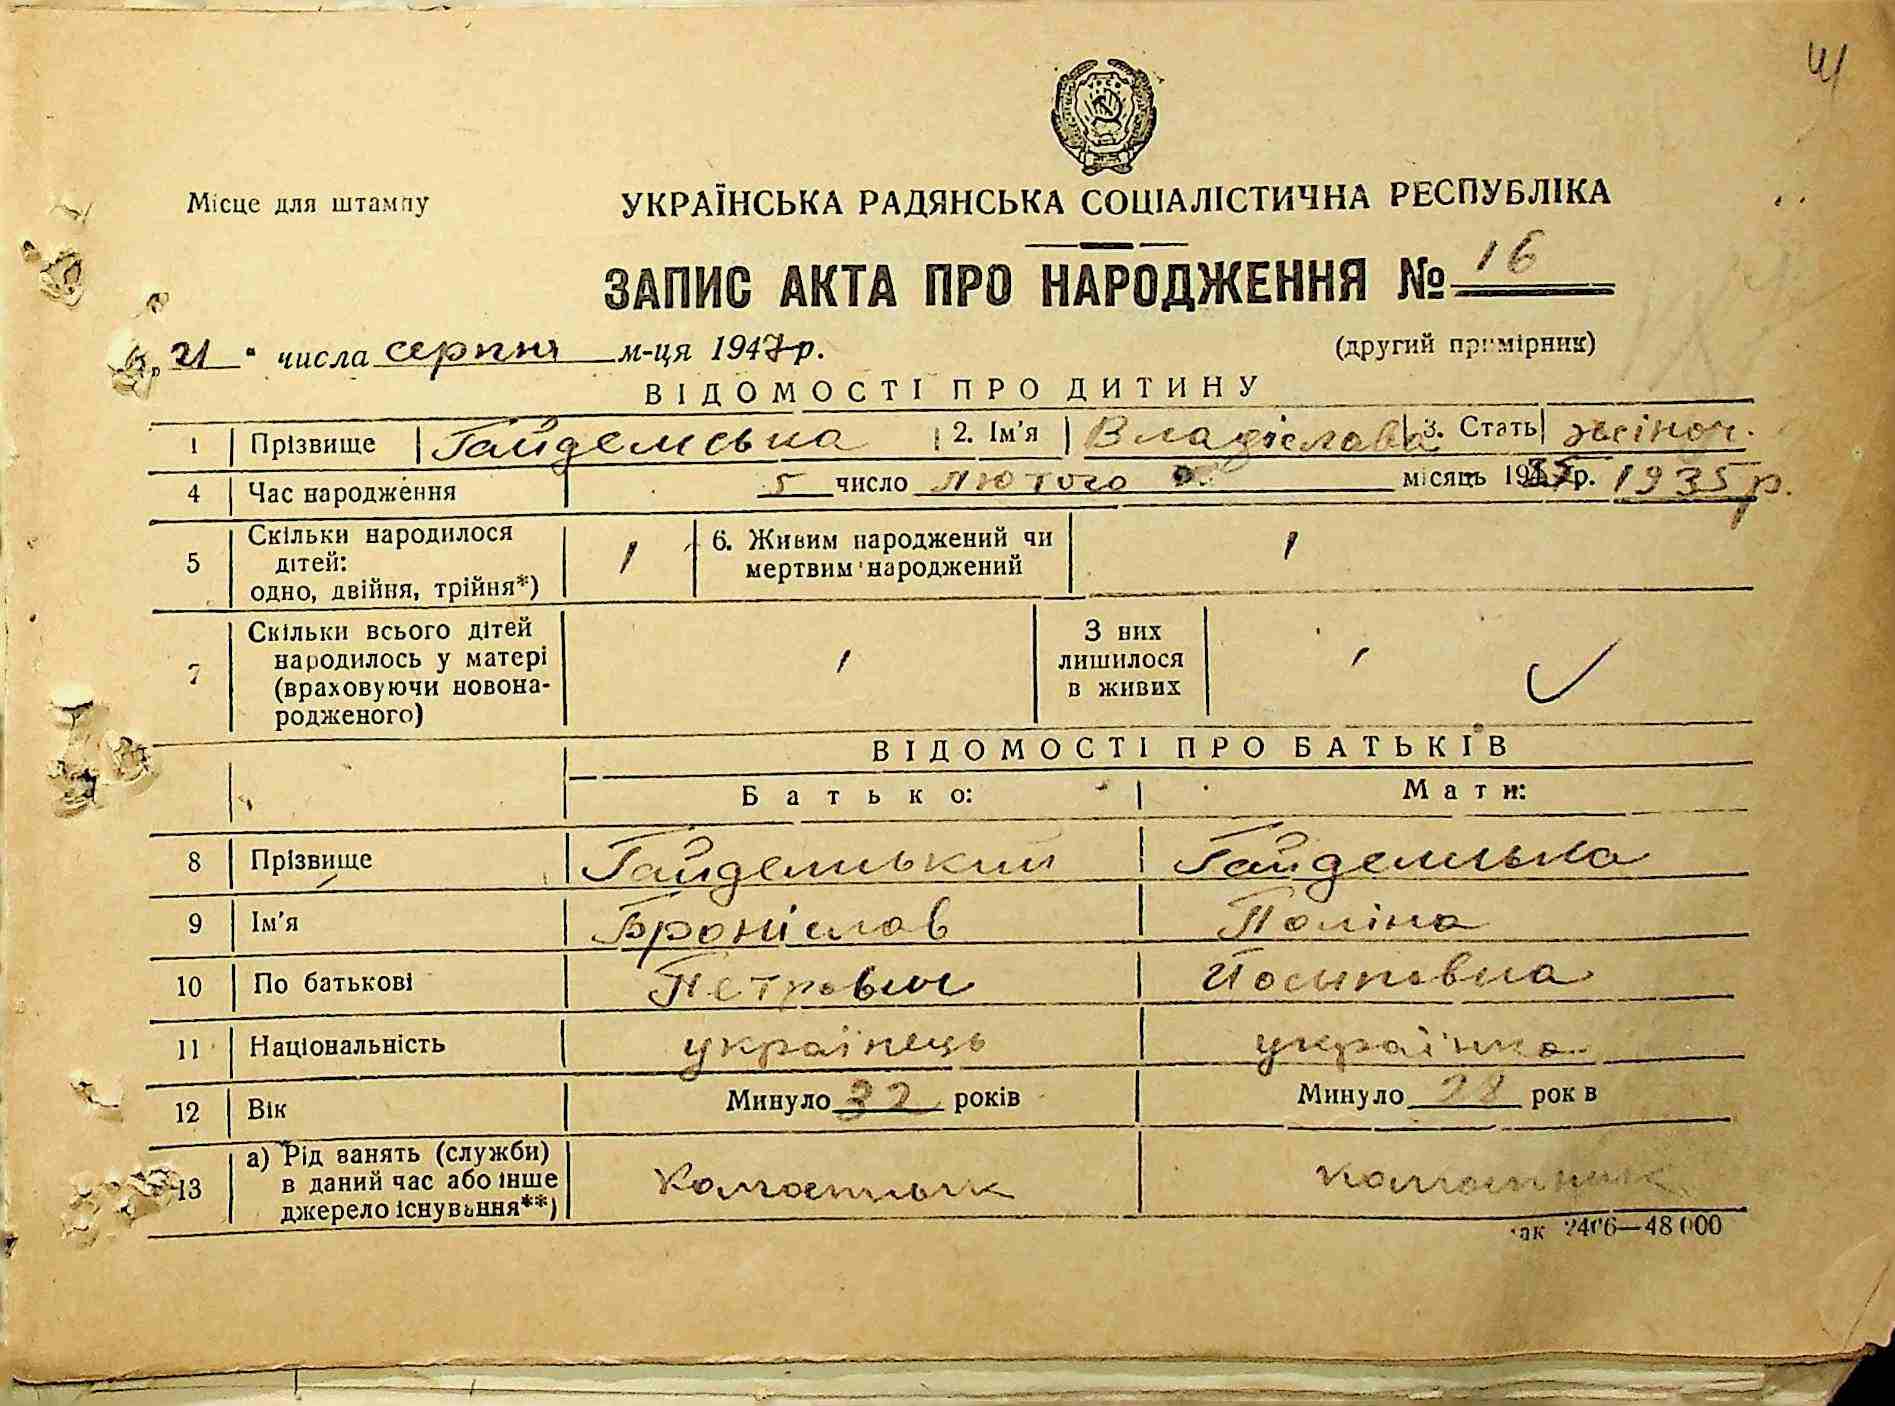 Місце для штампу
УКРАЇНСЬКА РАДЯНСЬКА СОЦІАЛІСТИЧНА РЕСПУБЛІКА
ЗАПИС АКТА ПРО НАРОДЖЕННЯ № 16
„21" числа серпня м-ця 1947 р.
(другий примірник)
ВІДОМОСТІ ПРО ДИТИНУ
1 Прізвище Гайдемська 2. Ім'я Владіслава 3. Стать жіноч.
4 Час народження 5 число лютого місяць 1935 р. 1935 р.
5 Скільки народилося дітей: одно, двійня, трійня*) 1 6. Живим народжений чи мертвим народжений 1
7 Скільки всього дітей народилось у матері (враховуючи новонародженого) 1 З них лишилося в живих 1
ВІДОМОСТІ ПРО БАТЬКІВ
Батько: Мати:
8 Прізвище Гайдемський Гайдемська
9 Ім'я Броніслав Поліна
10 По батькові Петрович Йосипівна
11 Національність українець українка
12 Вік Минуло 32 років Минуло 28 рок в
13 а) Рід занять (служби) в даний час або інше джерело існування**) Колгоспник колгоспник
2406—48 000